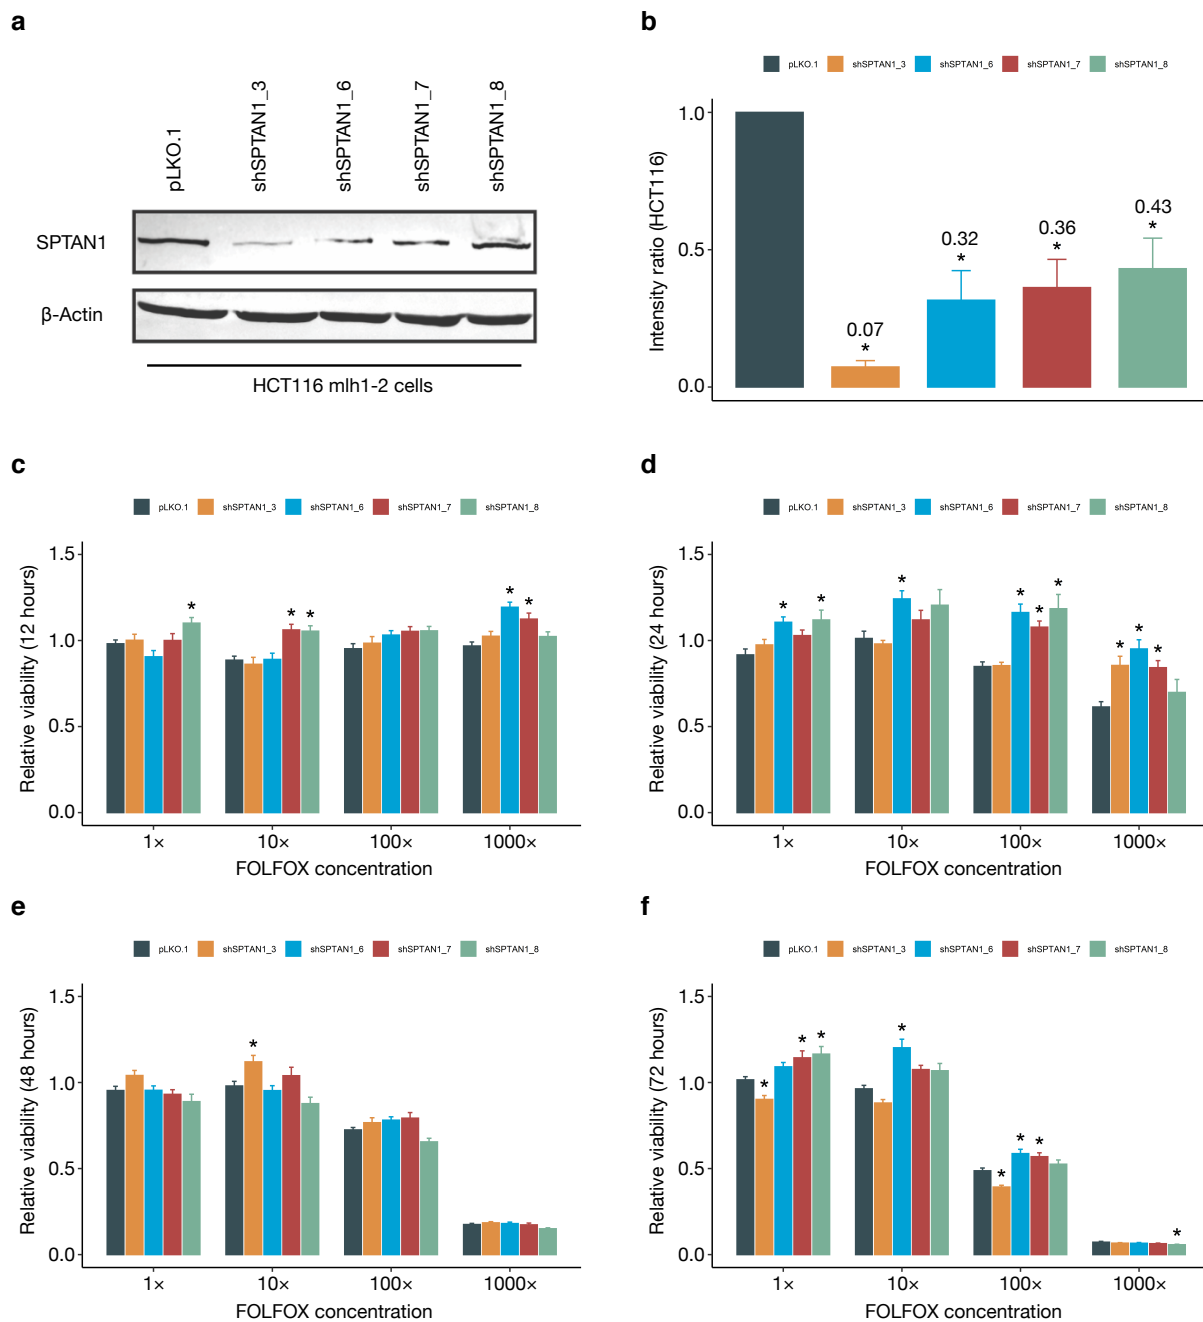 a
pLKO.1
shSPTAN1_3
shSPTAN1_6
shSPTAN1_7
shSPTAN1_8
SPTAN1
β-Actin
HCT116 mlh1-2 cells
b
pLKO.1 shSPTAN1_3 shSPTAN1_6 shSPTAN1_7 shSPTAN1_8
Intensity ratio (HCT116)
1.0
0.5
0.0
0.07
*
0.32
*
0.36
*
0.43
*
c
pLKO.1 shSPTAN1_3 shSPTAN1_6 shSPTAN1_7 shSPTAN1_8
Relative viability (12 hours)
1.5
1.0
0.5
0.0
* * * * *
1× 10× 100× 1000×
FOLFOX concentration
d
pLKO.1 shSPTAN1_3 shSPTAN1_6 shSPTAN1_7 shSPTAN1_8
Relative viability (24 hours)
1.5
1.0
0.5
0.0
* * * * * * * * *
1× 10× 100× 1000×
FOLFOX concentration
e
pLKO.1 shSPTAN1_3 shSPTAN1_6 shSPTAN1_7 shSPTAN1_8
Relative viability (48 hours)
1.5
1.0
0.5
0.0
*
1× 10× 100× 1000×
FOLFOX concentration
f
pLKO.1 shSPTAN1_3 shSPTAN1_6 shSPTAN1_7 shSPTAN1_8
Relative viability (72 hours)
1.5
1.0
0.5
0.0
* * * * * * * *
1× 10× 100× 1000×
FOLFOX concentration